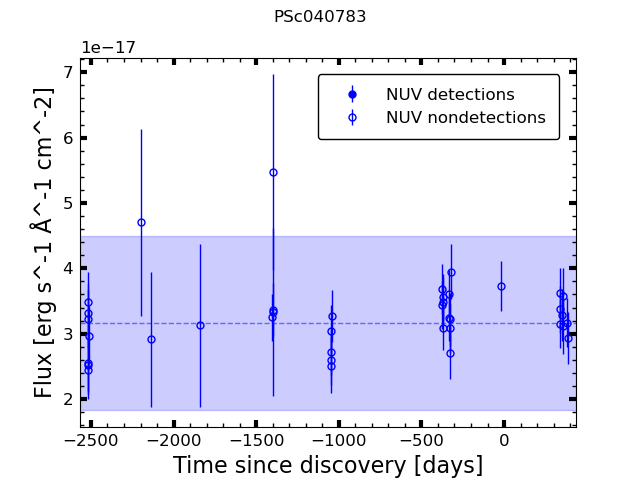 PSc040783
1e−17
7
6
5
4
3
2
NUV detections
NUV nondetections
Flux [erg s^-1 Å^-1 cm^-2]
−2500 −2000 −1500 −1000 −500 0
Time since discovery [days]